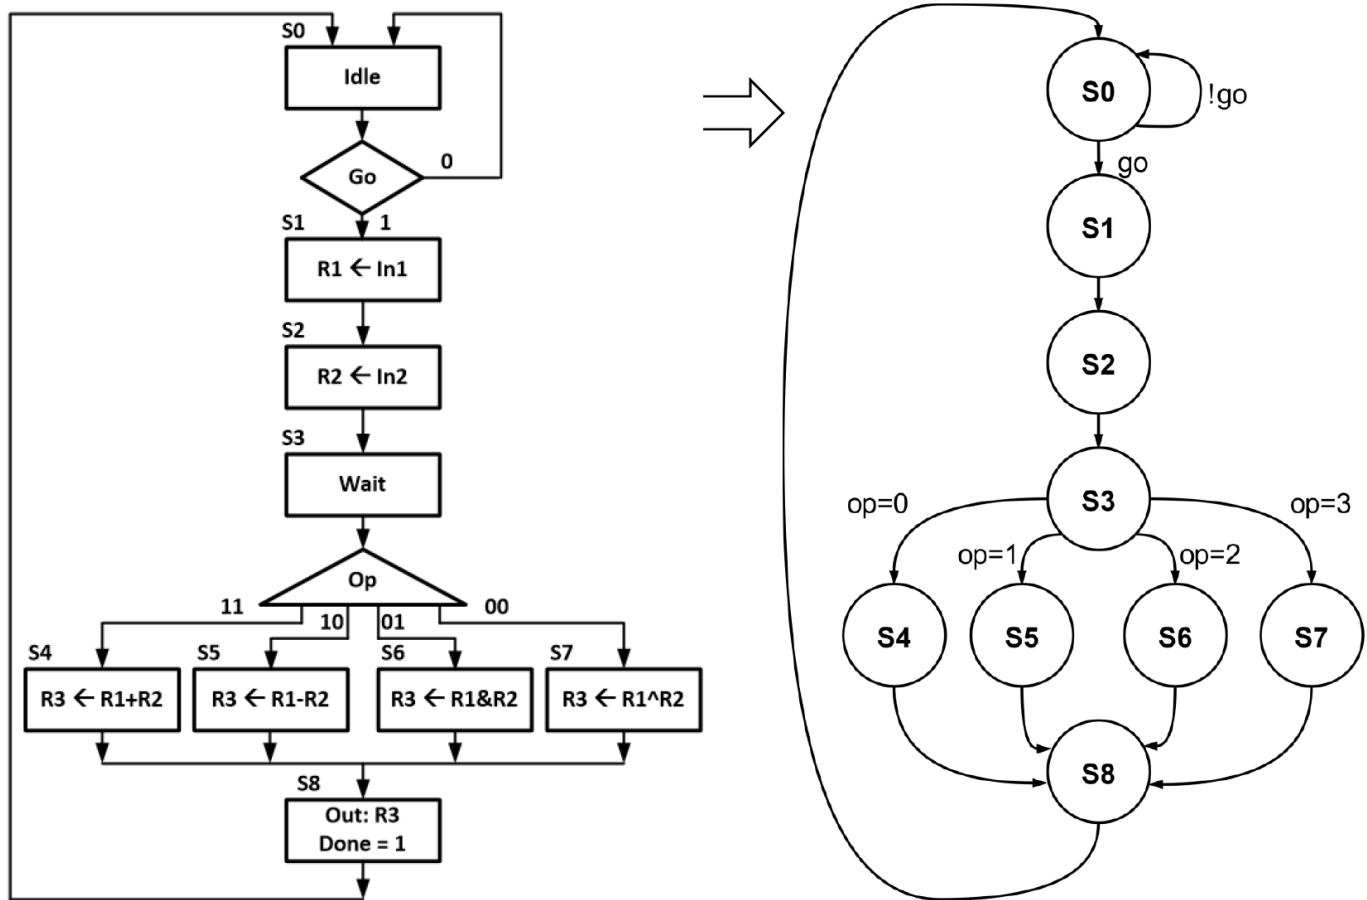 S0
Idle
Go
0
S1
1
R1 ← In1
S2
R2 ← In2
S3
Wait
Op
11
10
01
00
S4
S5
S6
S7
R3 ← R1+R2
R3 ← R1-R2
R3 ← R1&R2
R3 ← R1^R2
S8
Out: R3
Done = 1
S0
!go
go
S1
S2
S3
op=0
op=1
op=2
op=3
S4
S5
S6
S7
S8